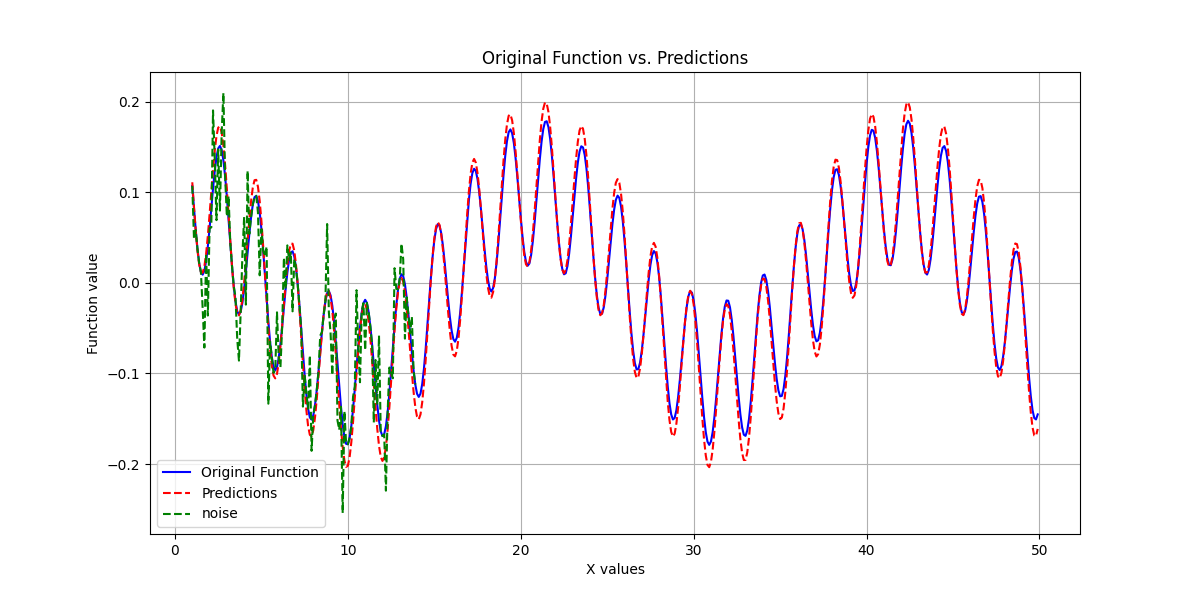 Original Function vs. Predictions
Function value
0.2
0.1
0.0
−0.1
−0.2
Original Function
Predictions
noise
0 10 20 30 40 50
X values